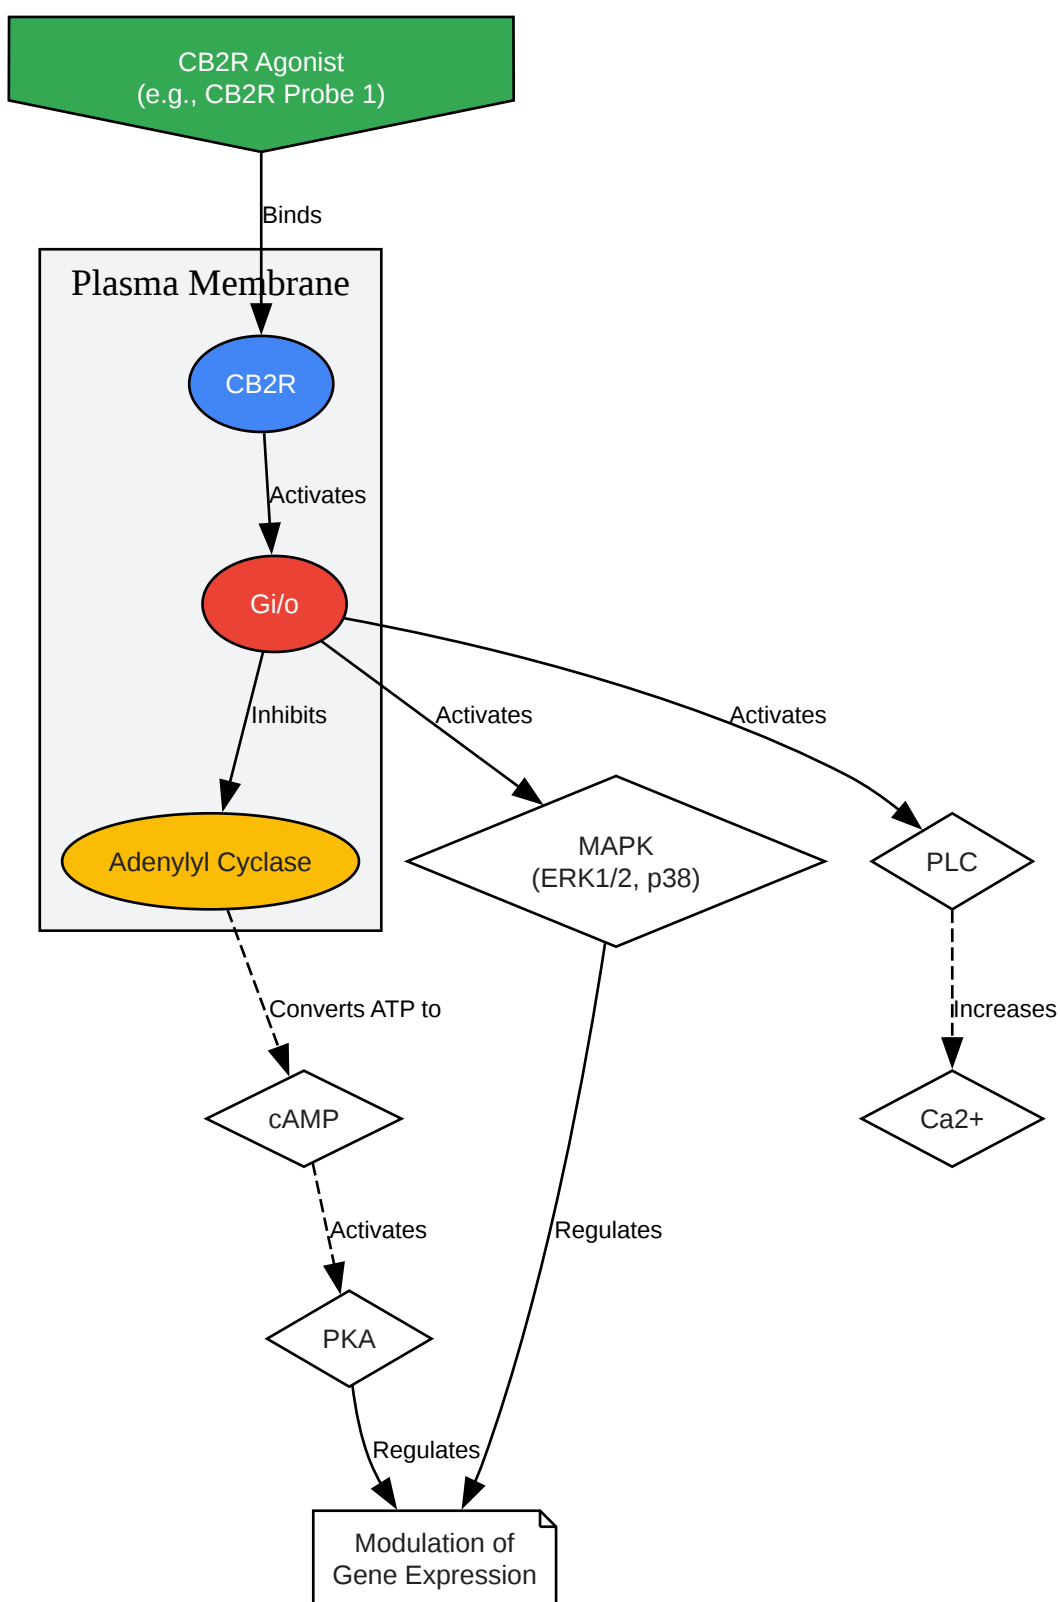 CB2R Agonist
(e.g., CB2R Probe 1)
Binds
Plasma Membrane
CB2R
Activates
Gi/o
Inhibits
Activates
Activates
Adenylyl Cyclase
MAPK
(ERK1/2, p38)
PLC
Converts ATP to
Increases
cAMP
Ca2+
Activates
Regulates
PKA
Regulates
Modulation of
Gene Expression